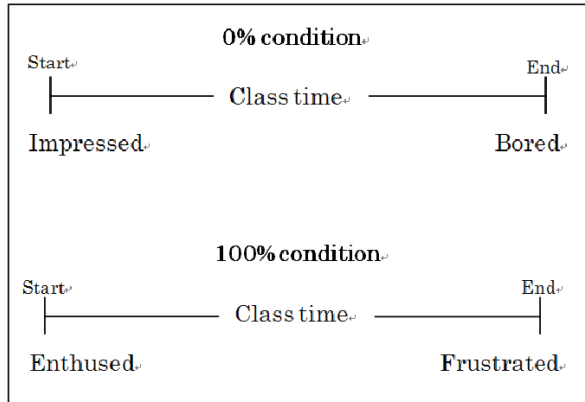 0% condition
Start End
Class time
Impressed Bored
100% condition
Start End
Class time
Enthused Frustrated